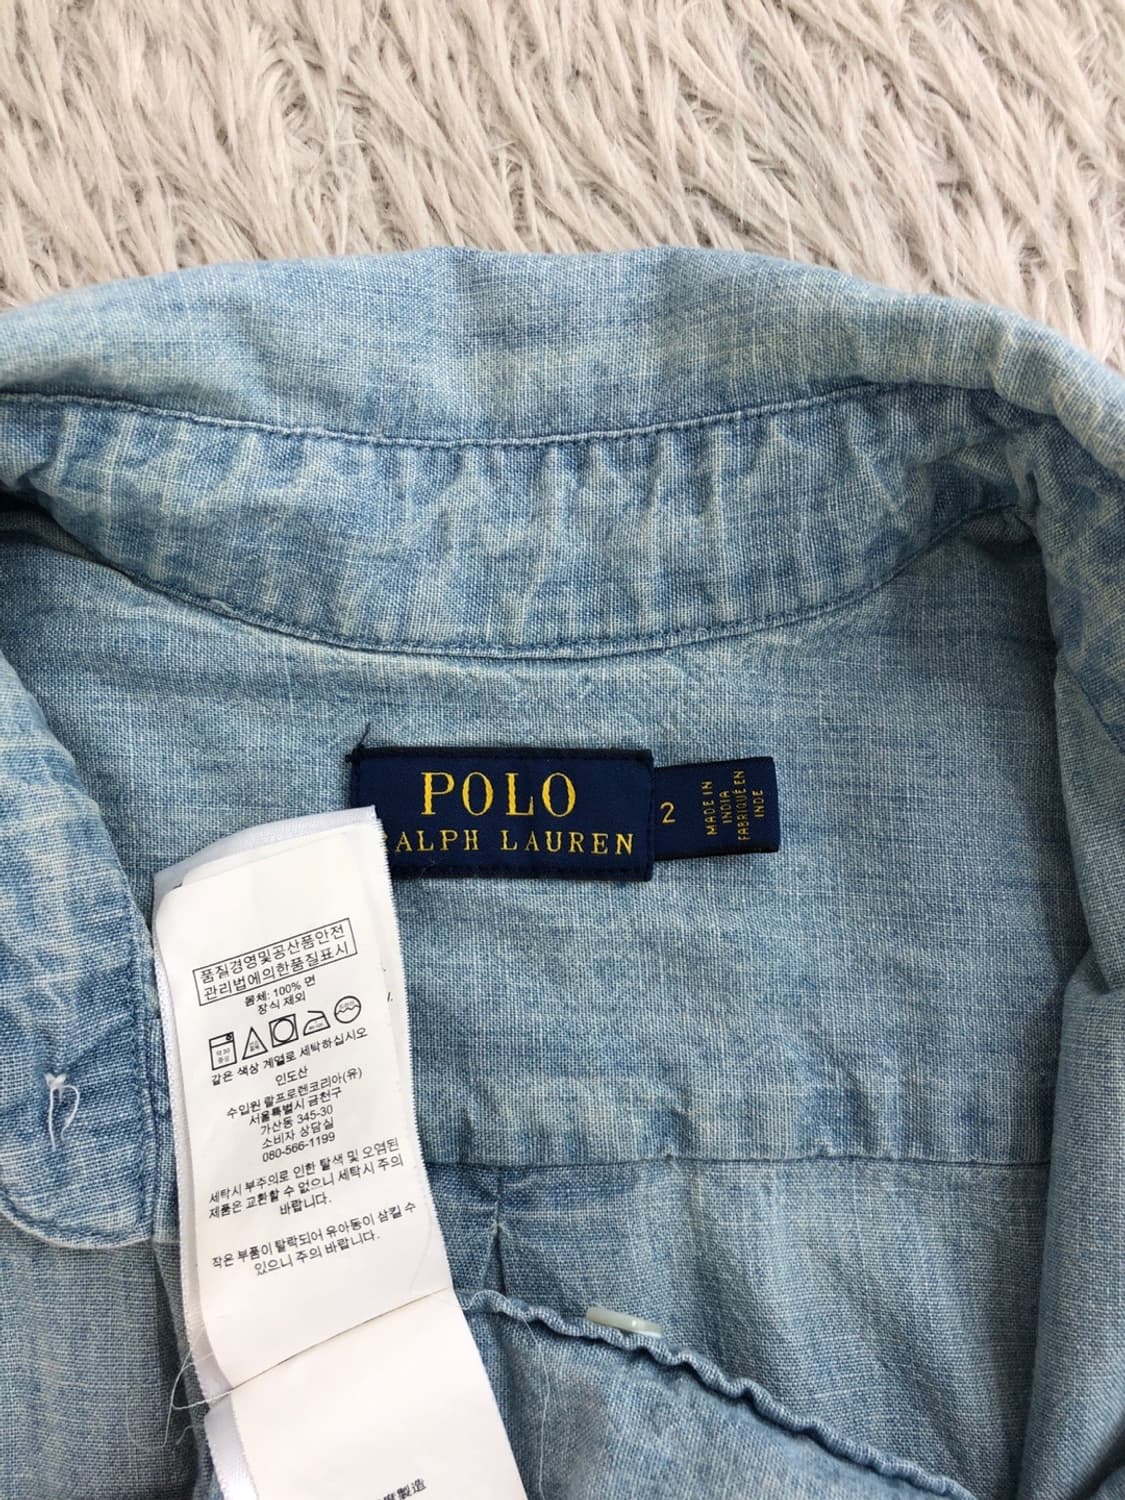 POLO
RALPH LAUREN
2
MADE IN
INDIA
FABRIQUÉ EN
INDE
품질경영및공산품안전
관리법에의한품질표시
몸체: 100% 면
장식 제외
같은 색상 계열로 세탁하십시오
인도산
수입원 랄프로렌코리아(유)
서울특별시 금천구
가산동 345-30
소비자 상담실
080-566-1199
세탁시 부주의로 인한 탈색 및 오염된
제품은 교환할 수 없으니 세탁시 주의
바랍니다.
작은 부품이 탈락되어 유아동이 삼킬 수
있으니 주의 바랍니다.
度製造